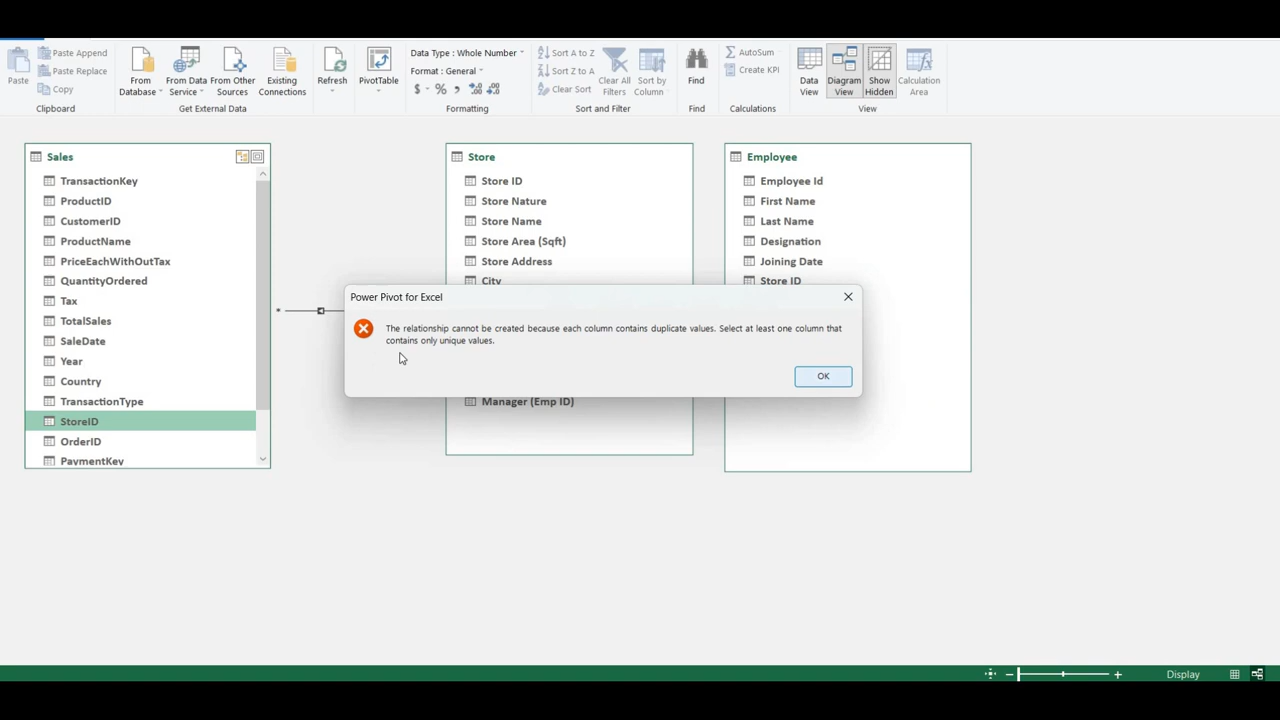 Paste
Paste Append
Paste Replace
Copy
Clipboard
From
Database
From Data
Service
From Other
Sources
Existing
Connections
Get External Data
Refresh
PivotTable
Data Type : Whole Number
Format : General
$ % ,
Formatting
Sort A to Z
Sort Z to A
Clear Sort
Clear All
Filters
Sort by
Column
Sort and Filter
Find
Find
AutoSum
Create KPI
Calculations
Data
View
Diagram
View
Show
Hidden
Calculation
Area
View
Sales
TransactionKey
ProductID
CustomerID
ProductName
PriceEachWithOutTax
QuantityOrdered
Tax
TotalSales
SaleDate
Year
Country
TransactionType
StoreID
OrderID
PaymentKey
*
Store
Store ID
Store Nature
Store Name
Store Area (Sqft)
Store Address
City
Manager (Emp ID)
Employee
Employee Id
First Name
Last Name
Designation
Joining Date
Store ID
Power Pivot for Excel
The relationship cannot be created because each column contains duplicate values. Select at least one column that
contains only unique values.
OK
Display